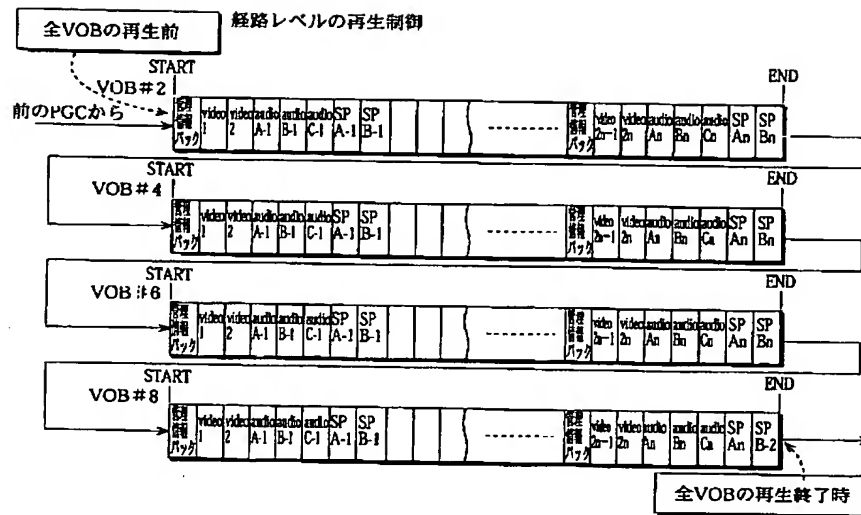 全VOBの再生前
経路レベルの再生制御
START
END
VOB#2
前のPGCから
管理情報パック video 1 video 2 audio A-1 audio B-1 audio C-1 SP A-1 SP B-1 管理情報パック video 2n-1 video 2n audio An audio Bn audio Cn SP An SP Bn
START
END
VOB#4
管理情報パック video 1 video 2 audio A-1 audio B-1 audio C-1 SP A-1 SP B-1 管理情報パック video 2n-1 video 2n audio An audio Bn audio Cn SP An SP Bn
START
END
VOB#6
管理情報パック video 1 video 2 audio A-1 audio B-1 audio C-1 SP A-1 SP B-1 管理情報パック video 2n-1 video 2n audio An audio Bn audio Cn SP An SP Bn
START
END
VOB#8
管理情報パック video 1 video 2 audio A-1 audio B-1 audio C-1 SP A-1 SP B-1 管理情報パック video 2n-1 video 2n audio An audio Bn audio Cn SP An SP B-2
全VOBの再生終了時